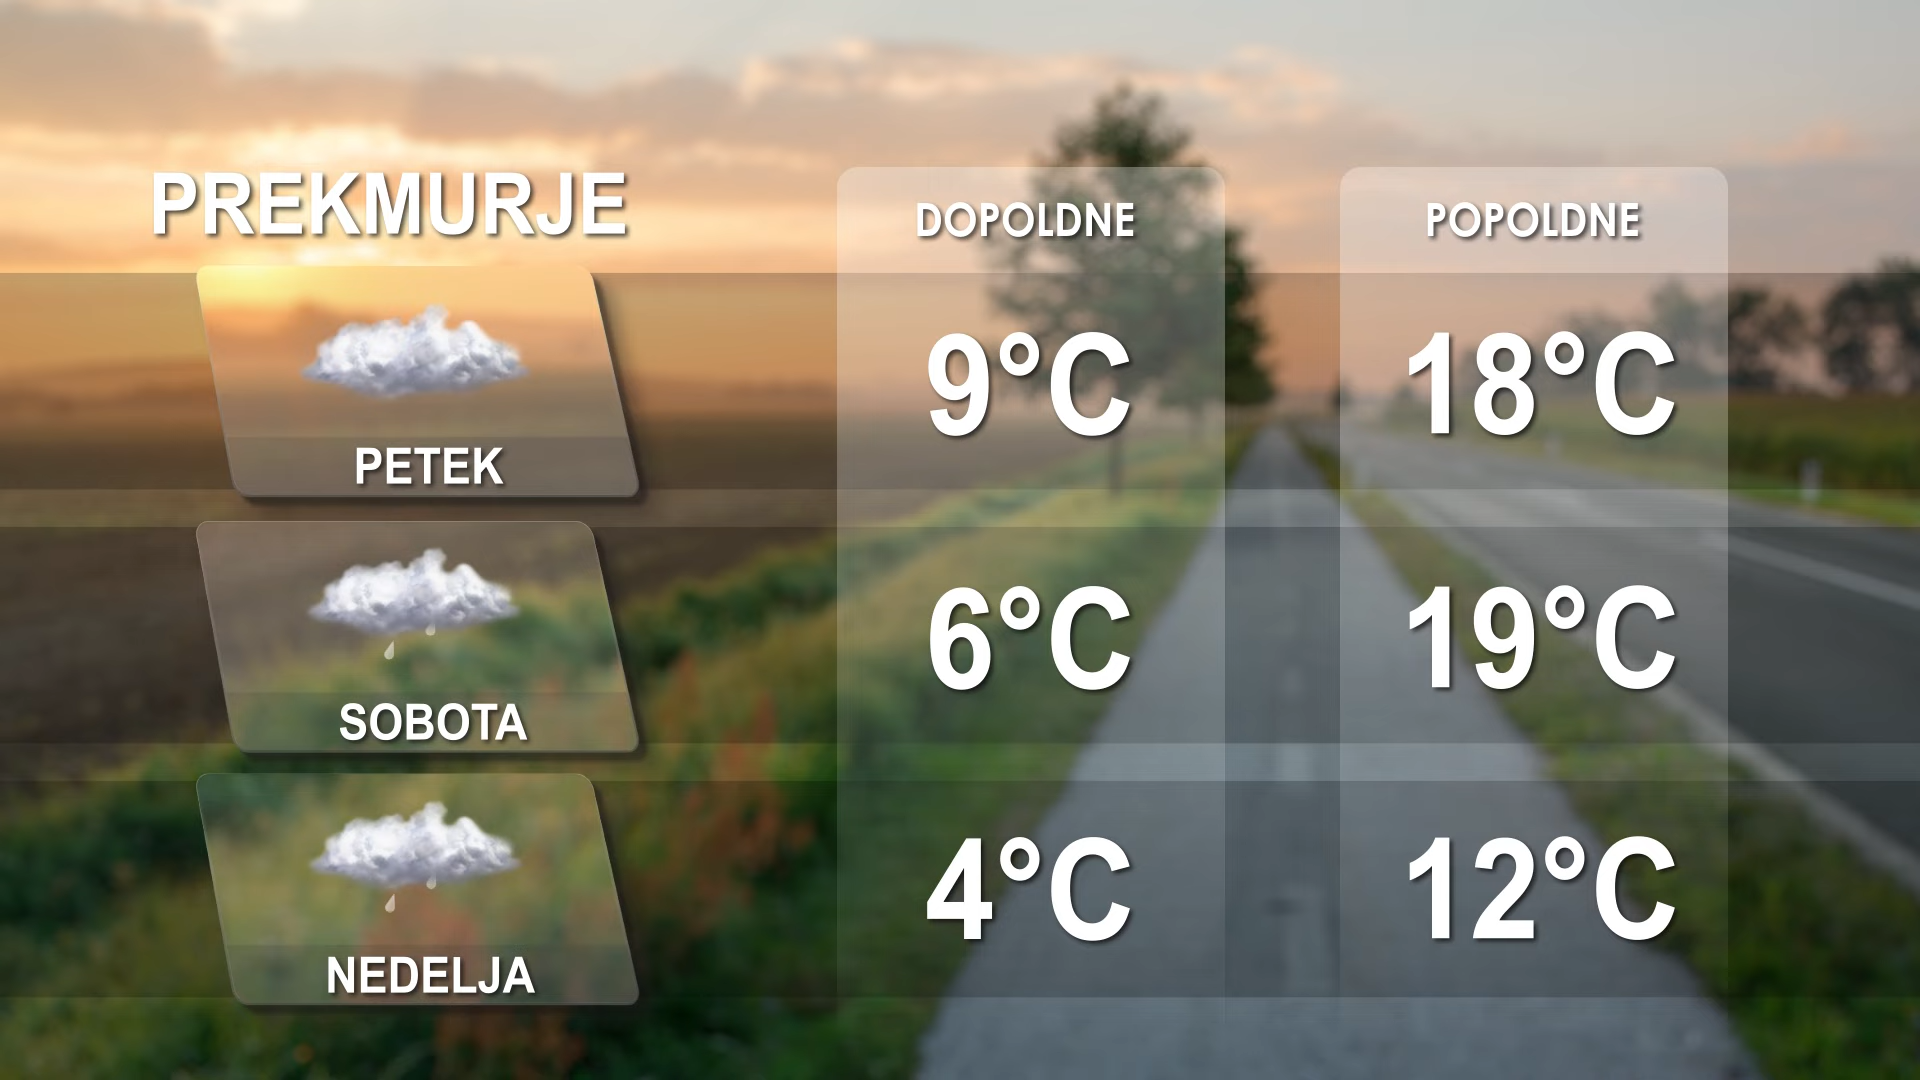 PREKMURJE
DOPOLDNE
POPOLDNE
PETEK
9°C
18°C
SOBOTA
6°C
19°C
NEDELJA
4°C
12°C